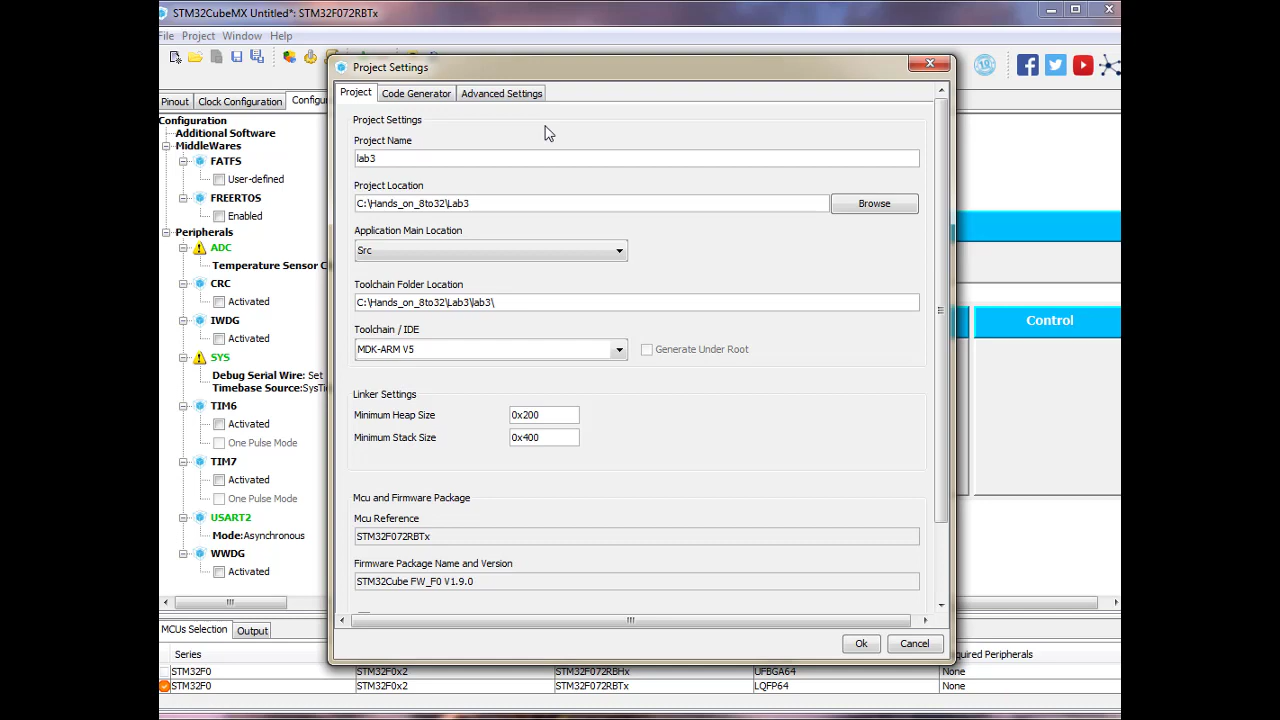 STM32CubeMX Untitled*: STM32F072RBTx
File Project Window Help
Project Settings
Pinout Clock Configuration
Project Code Generator Advanced Settings
Configuration
Additional Software
MiddleWares
FATFS
User-defined
FREERTOS
Enabled
Peripherals
ADC
Temperature Sensor C
CRC
Activated
IWDG
Activated
SYS
Debug Serial Wire: Set
Timebase Source:SysTi
TIM6
Activated
One Pulse Mode
TIM7
Activated
One Pulse Mode
USART2
Mode:Asynchronous
WWDG
Activated
Project Settings
Project Name
lab3
Project Location
C:\Hands_on_8to32\Lab3
Browse
Application Main Location
Src
Toolchain Folder Location
C:\Hands_on_8to32\Lab3\lab3\
Toolchain / IDE
MDK-ARM V5
Generate Under Root
Linker Settings
Minimum Heap Size 0x200
Minimum Stack Size 0x400
Mcu and Firmware Package
Mcu Reference
STM32F072RBTx
Firmware Package Name and Version
STM32Cube FW_F0 V1.9.0
Ok Cancel
Control
MCUs Selection Output
Series
Peripherals
STM32F0 STM32F0x2 STM32F072RBHx UFBGA64 None
STM32F0 STM32F0x2 STM32F072RBTx LQFP64 None